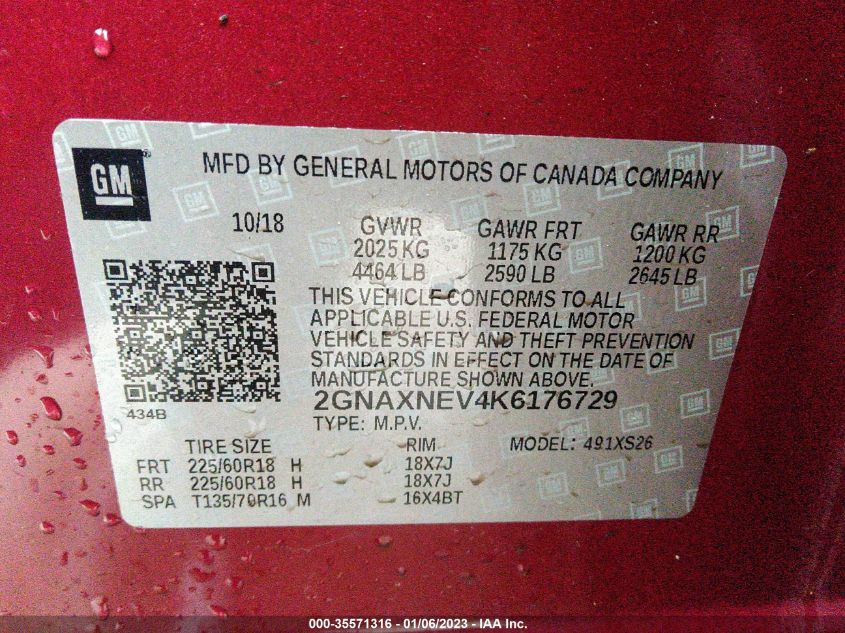 GM
MFD BY GENERAL MOTORS OF CANADA COMPANY
10/18 GVWR GAWR FRT GAWR RR
2025 KG 1175 KG 1200 KG
4464 LB 2590 LB 2645 LB
THIS VEHICLE CONFORMS TO ALL
APPLICABLE U.S. FEDERAL MOTOR
VEHICLE SAFETY AND THEFT PREVENTION
STANDARDS IN EFFECT ON THE DATE OF
MANUFACTURE SHOWN ABOVE.
434B
2GNAXNEV4K6176729
TYPE: M.P.V.
TIRE SIZE RIM MODEL: 491XS26
FRT 225/60R18 H 18X7J
RR 225/60R18 H 18X7J
SPA T135/70R16 M 16X4BT
000-35571316 - 01/06/2023 - IAA Inc.